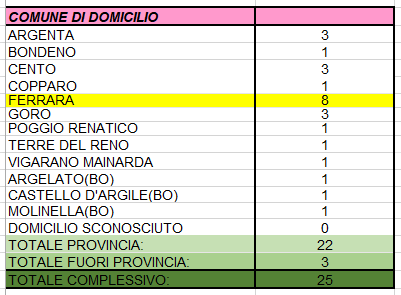 COMUNE DI DOMICILIO
ARGENTA 3
BONDENO 1
CENTO 3
COPPARO 1
FERRARA 8
GORO 3
POGGIO RENATICO 1
TERRE DEL RENO 1
VIGARANO MAINARDA 1
ARGELATO(BO) 1
CASTELLO D'ARGILE(BO) 1
MOLINELLA(BO) 1
DOMICILIO SCONOSCIUTO 0
TOTALE PROVINCIA: 22
TOTALE FUORI PROVINCIA: 3
TOTALE COMPLESSIVO: 25